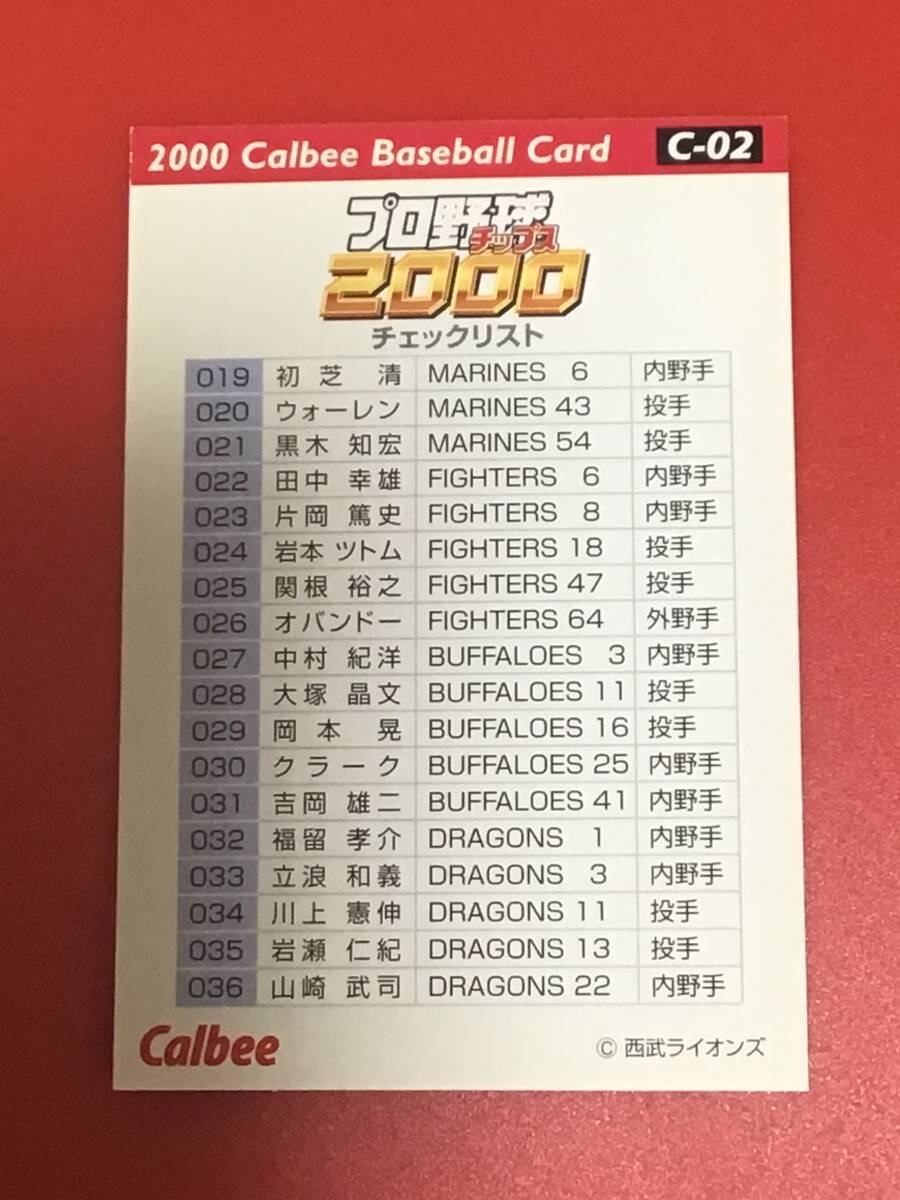 2000 Calbee Baseball Card C-02
プロ野球
チップス
2000
チェックリスト
019 初芝 清 MARINES 6 内野手
020 ウォーレン MARINES 43 投手
021 黒木 知宏 MARINES 54 投手
022 田中 幸雄 FIGHTERS 6 内野手
023 片岡 篤史 FIGHTERS 8 内野手
024 岩本 ツトム FIGHTERS 18 投手
025 関根 裕之 FIGHTERS 47 投手
026 オバンドー FIGHTERS 64 外野手
027 中村 紀洋 BUFFALOES 3 内野手
028 大塚 晶文 BUFFALOES 11 投手
029 岡本 晃 BUFFALOES 16 投手
030 クラーク BUFFALOES 25 内野手
031 吉岡 雄二 BUFFALOES 41 内野手
032 福留 孝介 DRAGONS 1 内野手
033 立浪 和義 DRAGONS 3 内野手
034 川上 憲伸 DRAGONS 11 投手
035 岩瀬 仁紀 DRAGONS 13 投手
036 山崎 武司 DRAGONS 22 内野手
Calbee © 西武ライオンズ